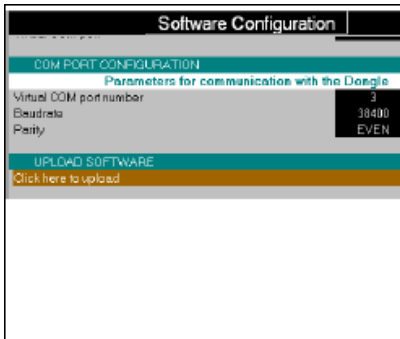 Software Configuration
COM PORT CONFIGURATION
Parameters for communication with the Dongle
Virtual COM port number 3
Baudrate 38400
Parity EVEN
UPLOAD SOFTWARE
Click here to upload